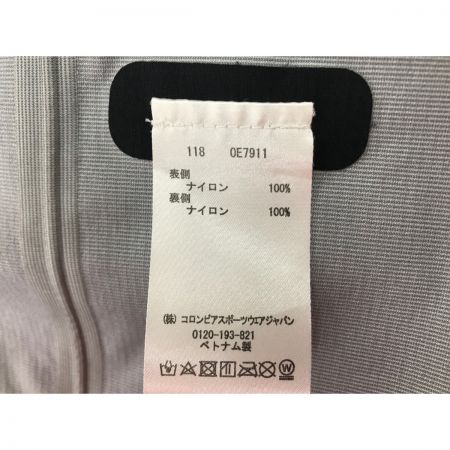 118 OE7911
表側
ナイロン 100%
裏側
ナイロン 100%
(株) コロンビアスポーツウエアジャパン
0120-193-821
ベトナム製
W